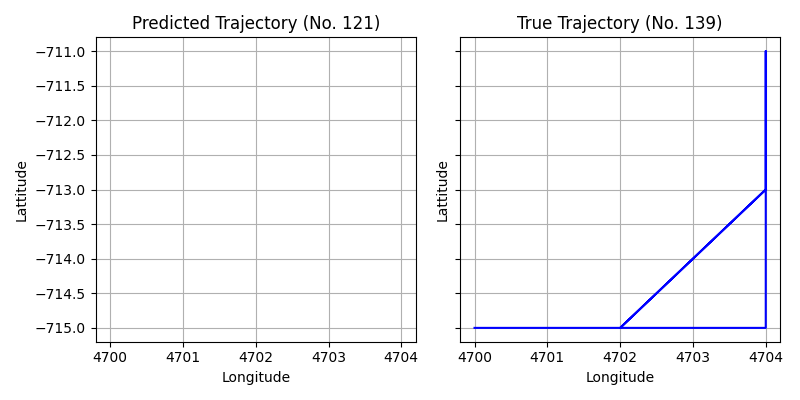 Predicted Trajectory (No. 121)
True Trajectory (No. 139)
−711.0
−711.5
−712.0
−712.5
−713.0
−713.5
−714.0
−714.5
−715.0
Lattitude
Lattitude
4700 4701 4702 4703 4704
4700 4701 4702 4703 4704
Longitude
Longitude